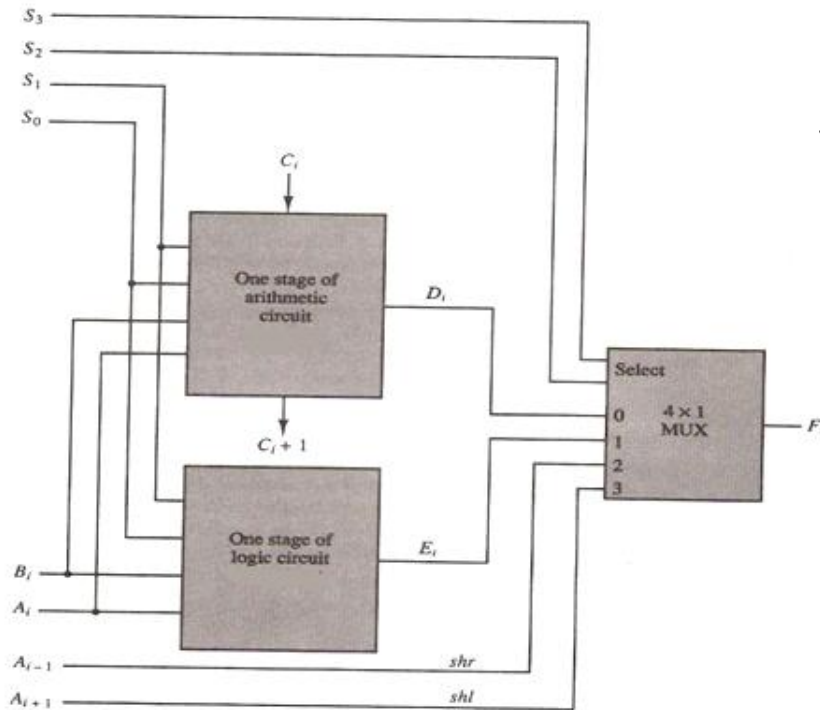 S₃
S₂
S₁
S₀
Cᵢ
One stage of
arithmetic
circuit
Dᵢ
Select
0
4 × 1
MUX
1
2
3
F
Cᵢ + 1
One stage of
logic circuit
Eᵢ
Bᵢ
Aᵢ
Aᵢ₋₁
shr
Aᵢ₊₁
shl